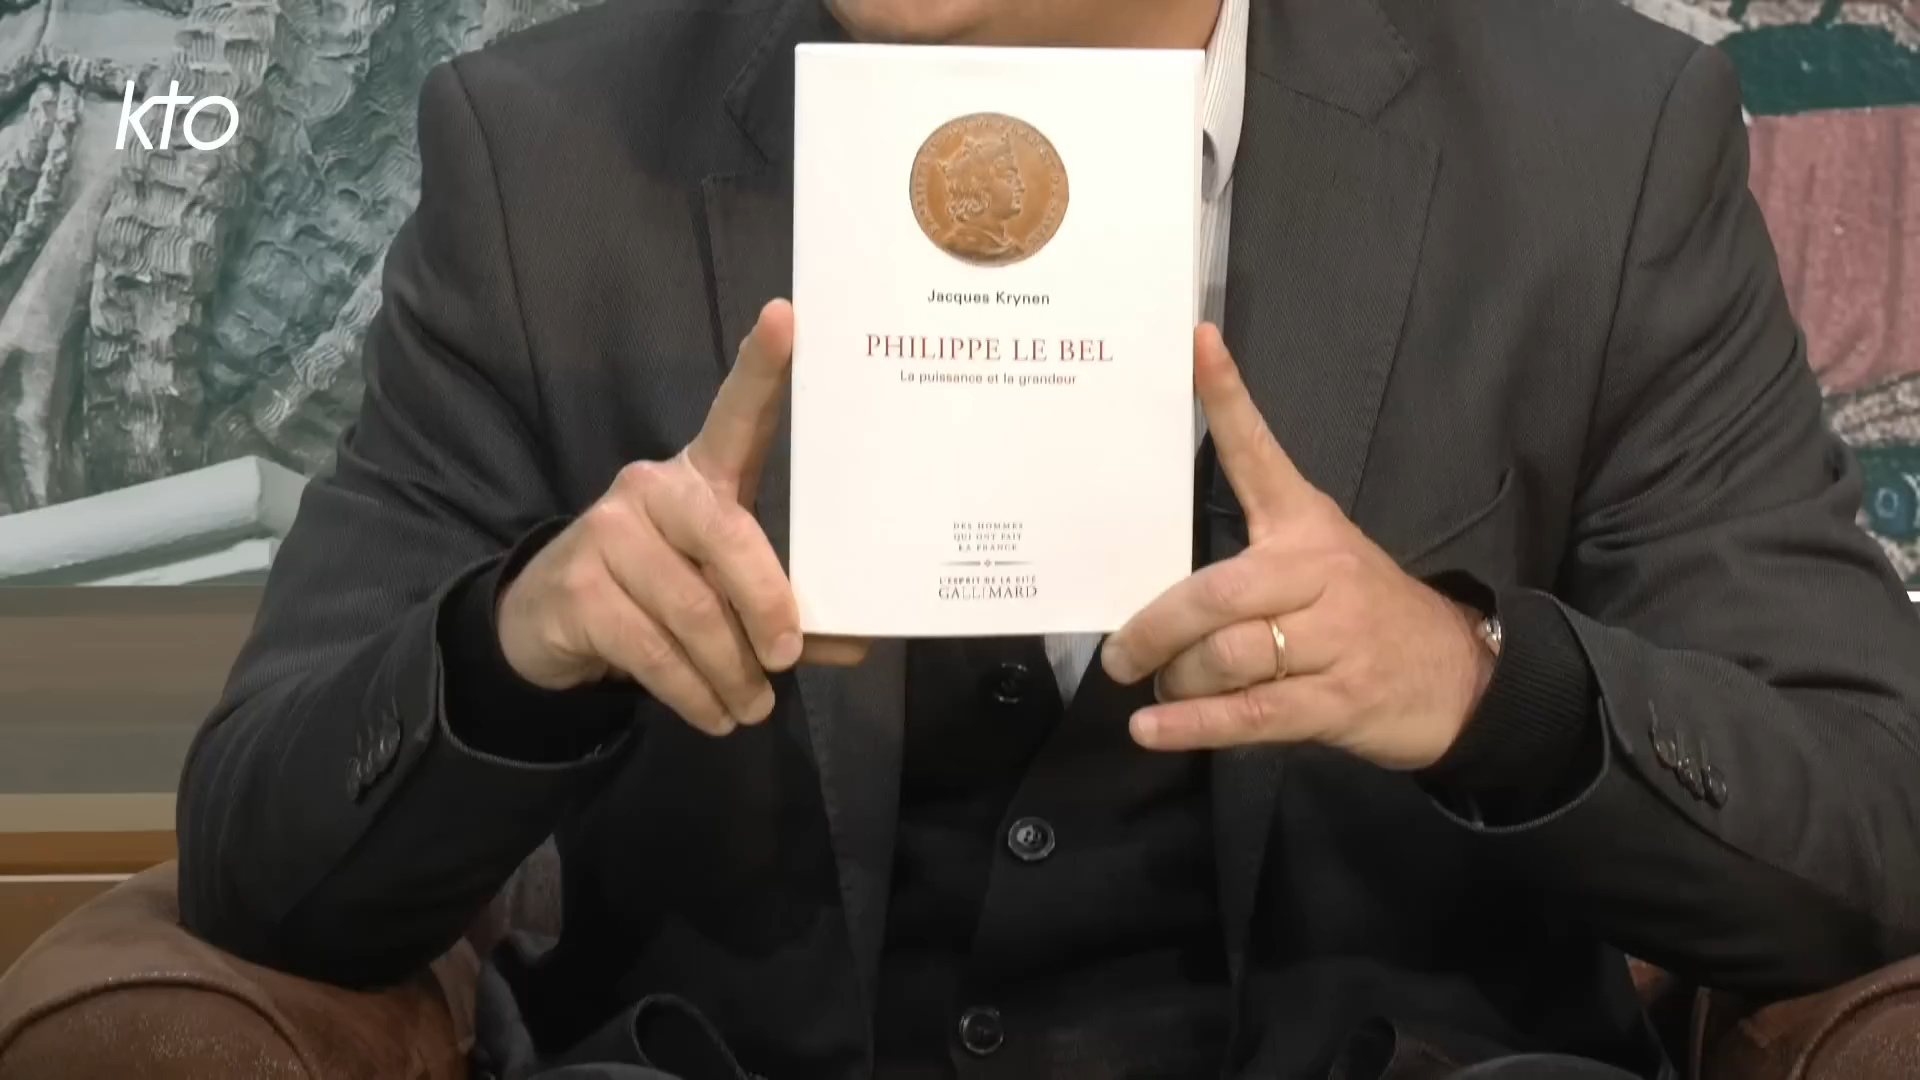 kto
Jacques Krynen
PHILIPPE LE BEL
La puissance et la grandeur
DES HOMMES
QUI ONT FAIT
LA FRANCE
L'ESPRIT DE LA CITÉ
GALLIMARD